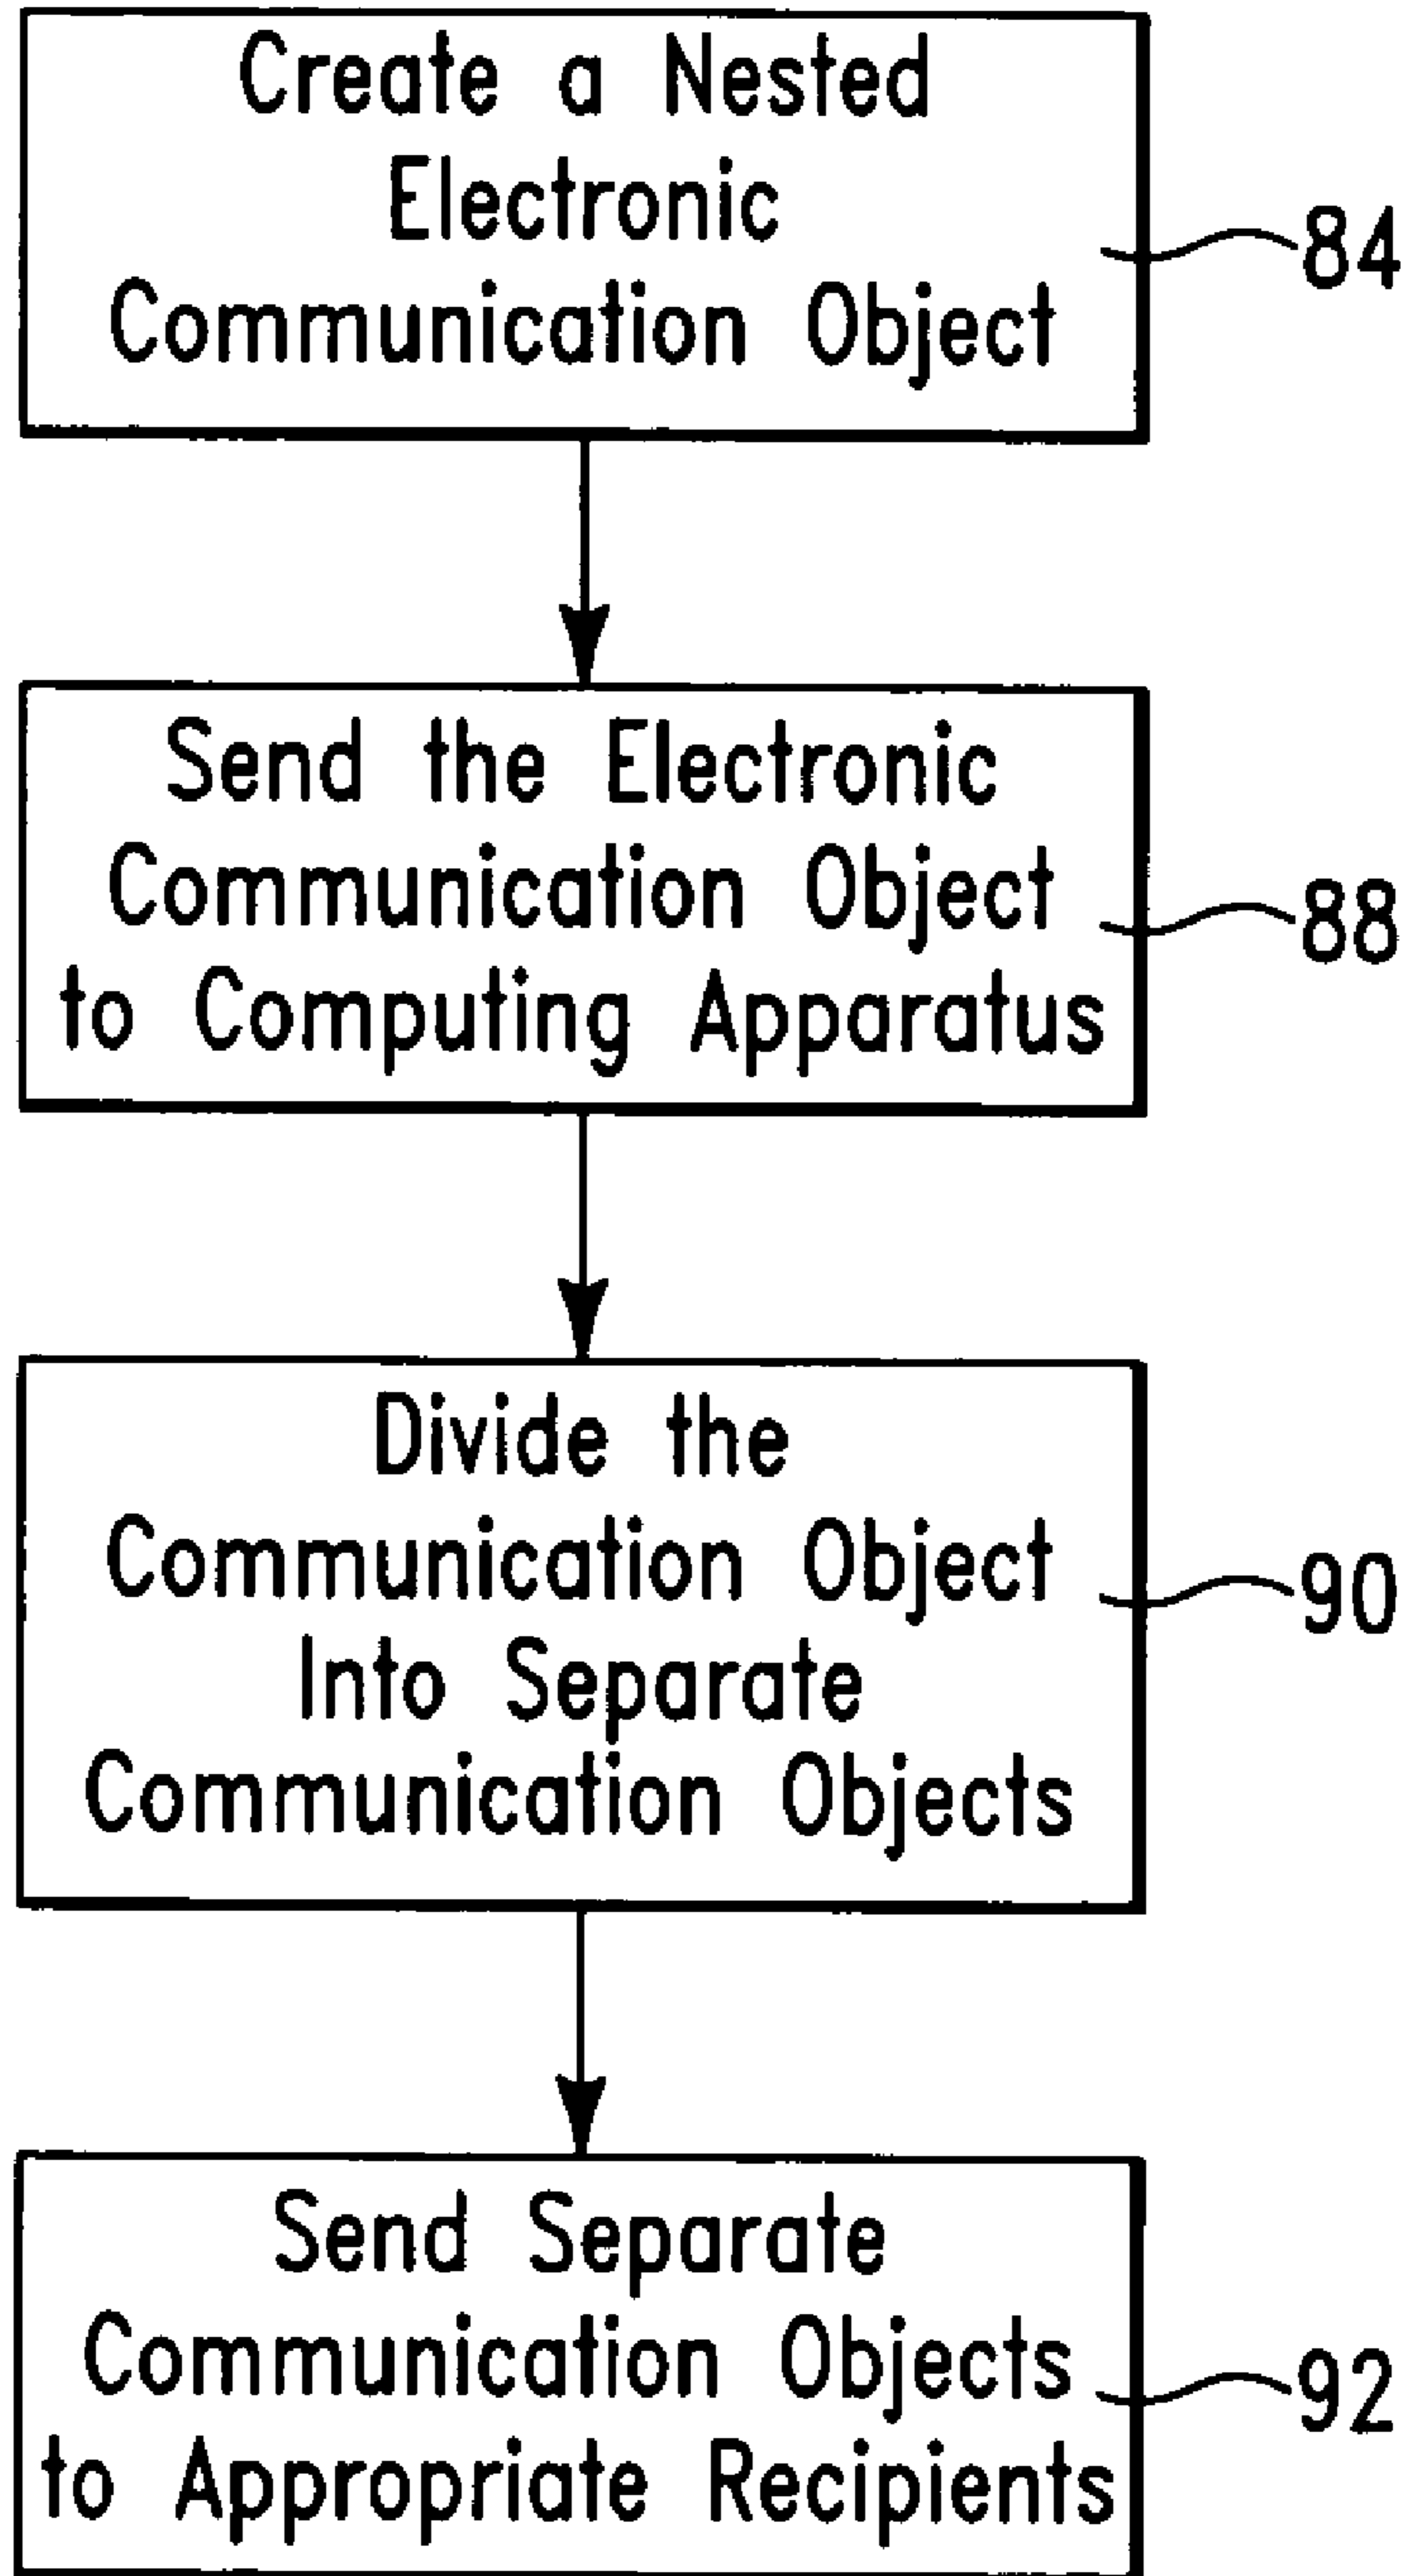 Create a Nested
Electronic
Communication Object
84
Send the Electronic
Communication Object
to Computing Apparatus
88
Divide the
Communication Object
Into Separate
Communication Objects
90
Send Separate
Communication Objects
to Appropriate Recipients
92